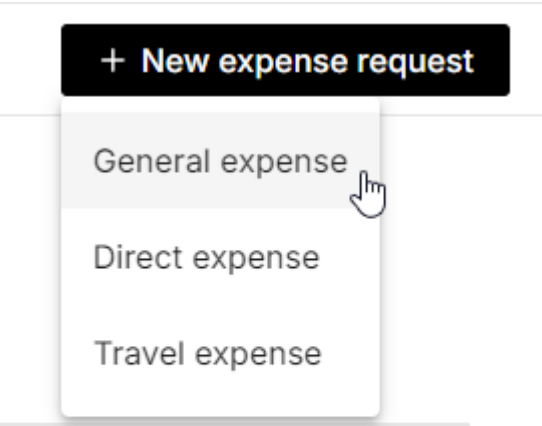 + New expense request
General expense
Direct expense
Travel expense